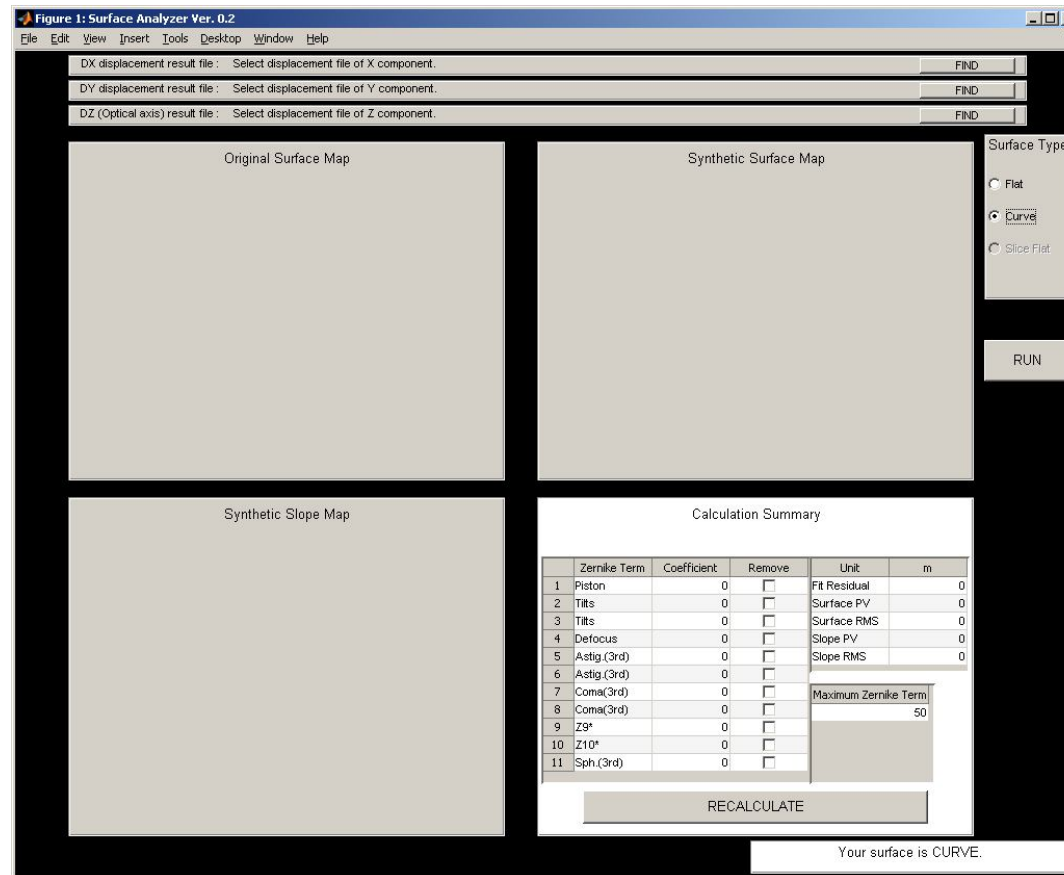 Figure 1: Surface Analyzer Ver. 0.2
File Edit View Insert Tools Desktop Window Help
DX displacement result file : Select displacement file of X component. FIND
DY displacement result file : Select displacement file of Y component. FIND
DZ (Optical axis) result file : Select displacement file of Z component. FIND
Original Surface Map
Synthetic Surface Map
Surface Type
Flat
Curve
Slice Flat
RUN
Synthetic Slope Map
Calculation Summary
Zernike Term Coefficient Remove Unit m
1 Piston 0 Fit Residual 0
2 Tilts 0 Surface PV 0
3 Tilts 0 Surface RMS 0
4 Defocus 0 Slope PV 0
5 Astig.(3rd) 0 Slope RMS 0
6 Astig.(3rd) 0
7 Coma(3rd) 0 Maximum Zernike Term
8 Coma(3rd) 0 50
9 Z9* 0
10 Z10* 0
11 Sph.(3rd) 0
RECALCULATE
Your surface is CURVE.